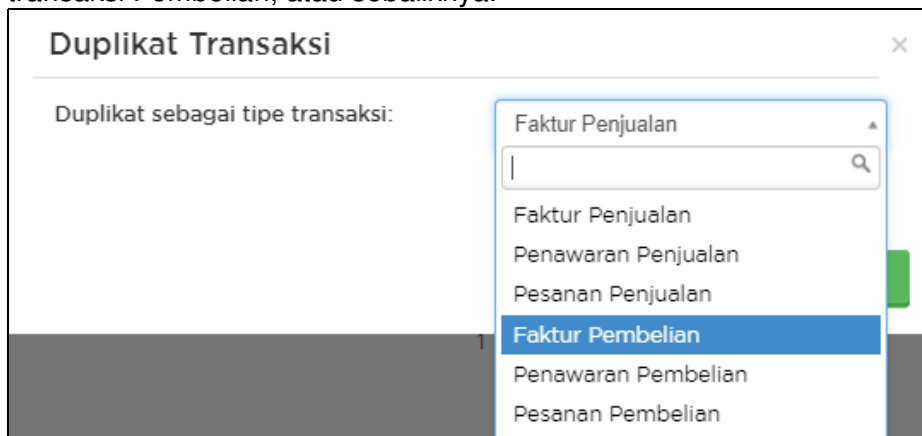 transaksi Pembelian, atau sebaliknya.
Duplikat Transaksi
×
Duplikat sebagai tipe transaksi:
Faktur Penjualan
Faktur Penjualan
Penawaran Penjualan
Pesanan Penjualan
Faktur Pembelian
1
Penawaran Pembelian
Pesanan Pembelian